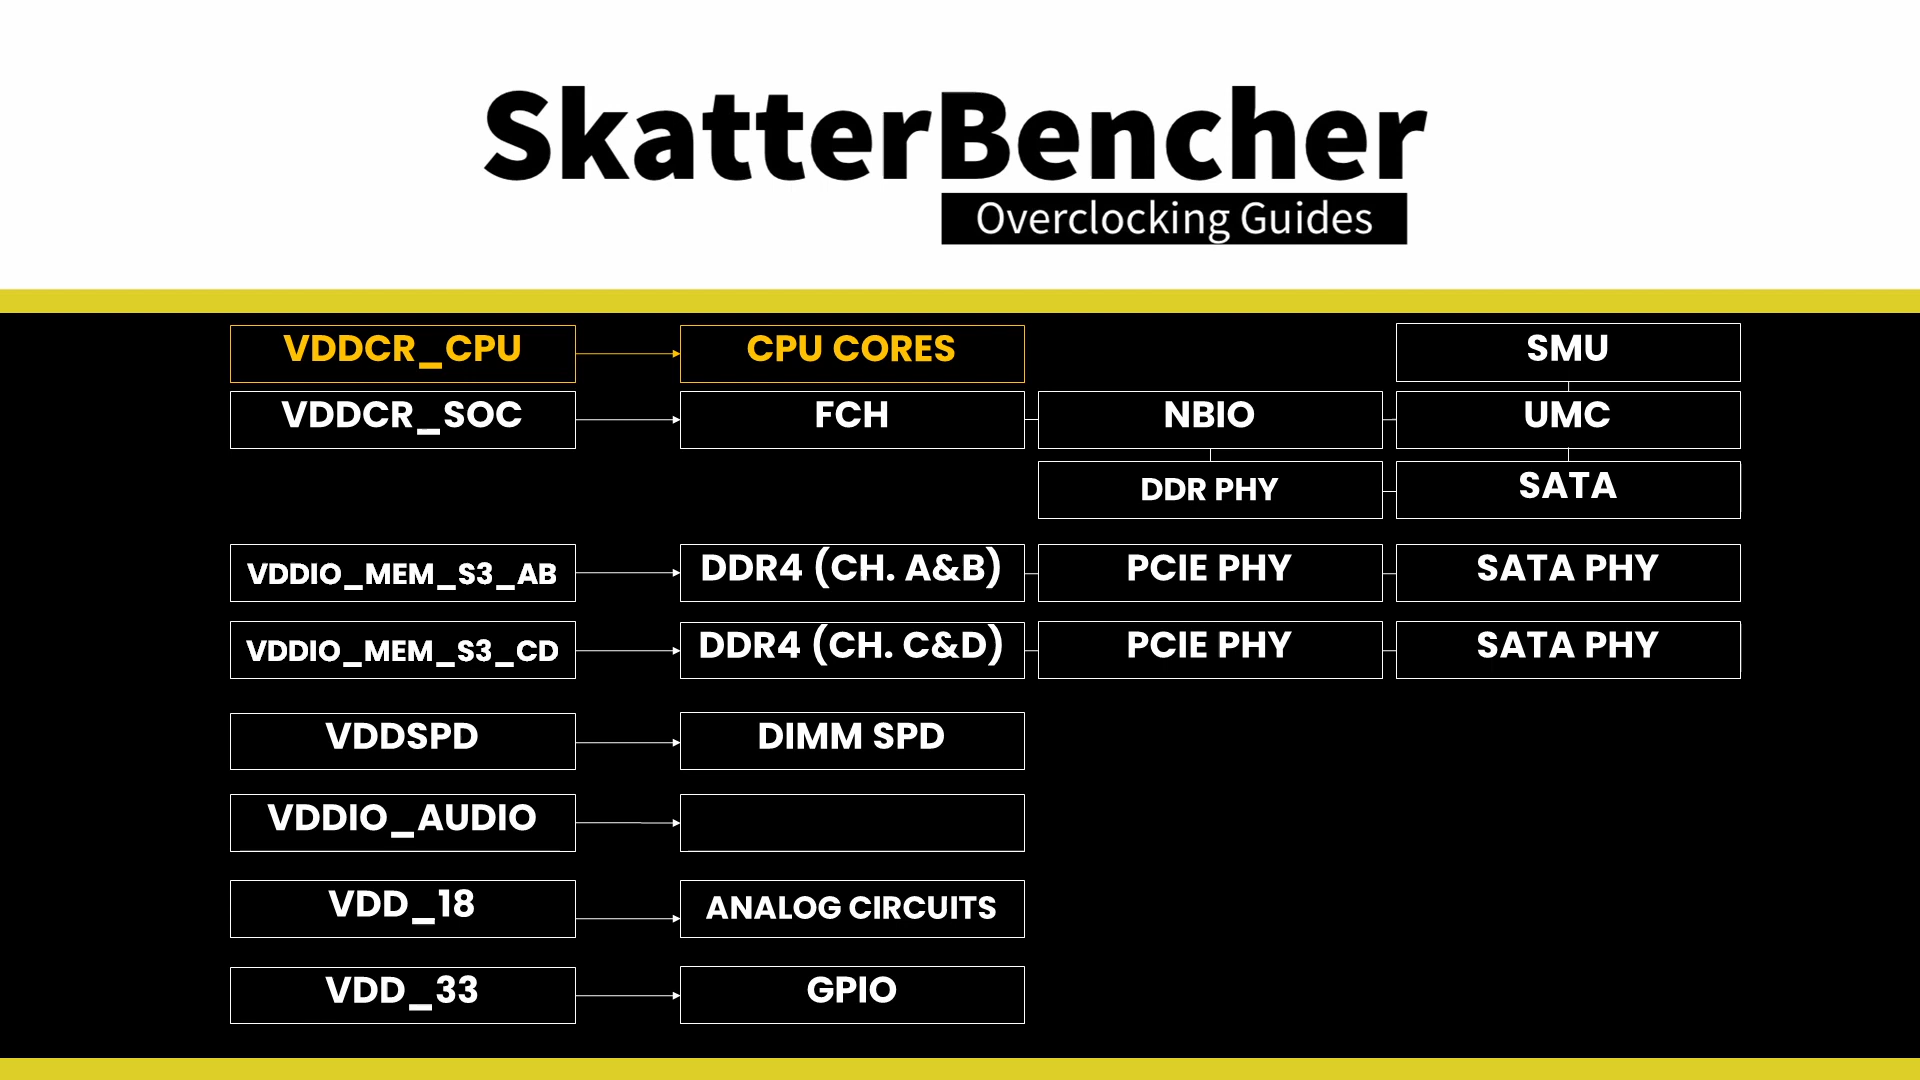 SkatterBencher
Overclocking Guides
VDDCR_CPU
CPU CORES
SMU
VDDCR_SOC
FCH
NBIO
UMC
DDR PHY
SATA
VDDIO_MEM_S3_AB
DDR4 (CH. A&B)
PCIE PHY
SATA PHY
VDDIO_MEM_S3_CD
DDR4 (CH. C&D)
PCIE PHY
SATA PHY
VDDSPD
DIMM SPD
VDDIO_AUDIO
VDD_18
ANALOG CIRCUITS
VDD_33
GPIO